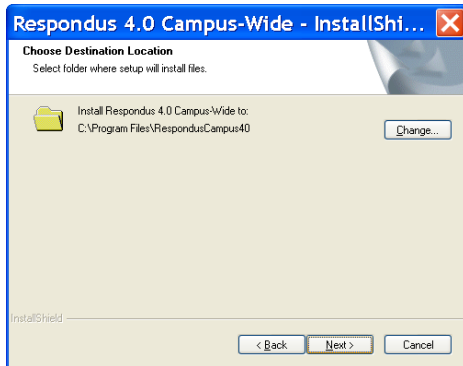 Respondus 4.0 Campus-Wide - InstallShi...
Choose Destination Location
Select folder where setup will install files.
Install Respondus 4.0 Campus-Wide to:
C:\Program Files\RespondusCampus40
Change...
InstallShield
< Back
Next >
Cancel